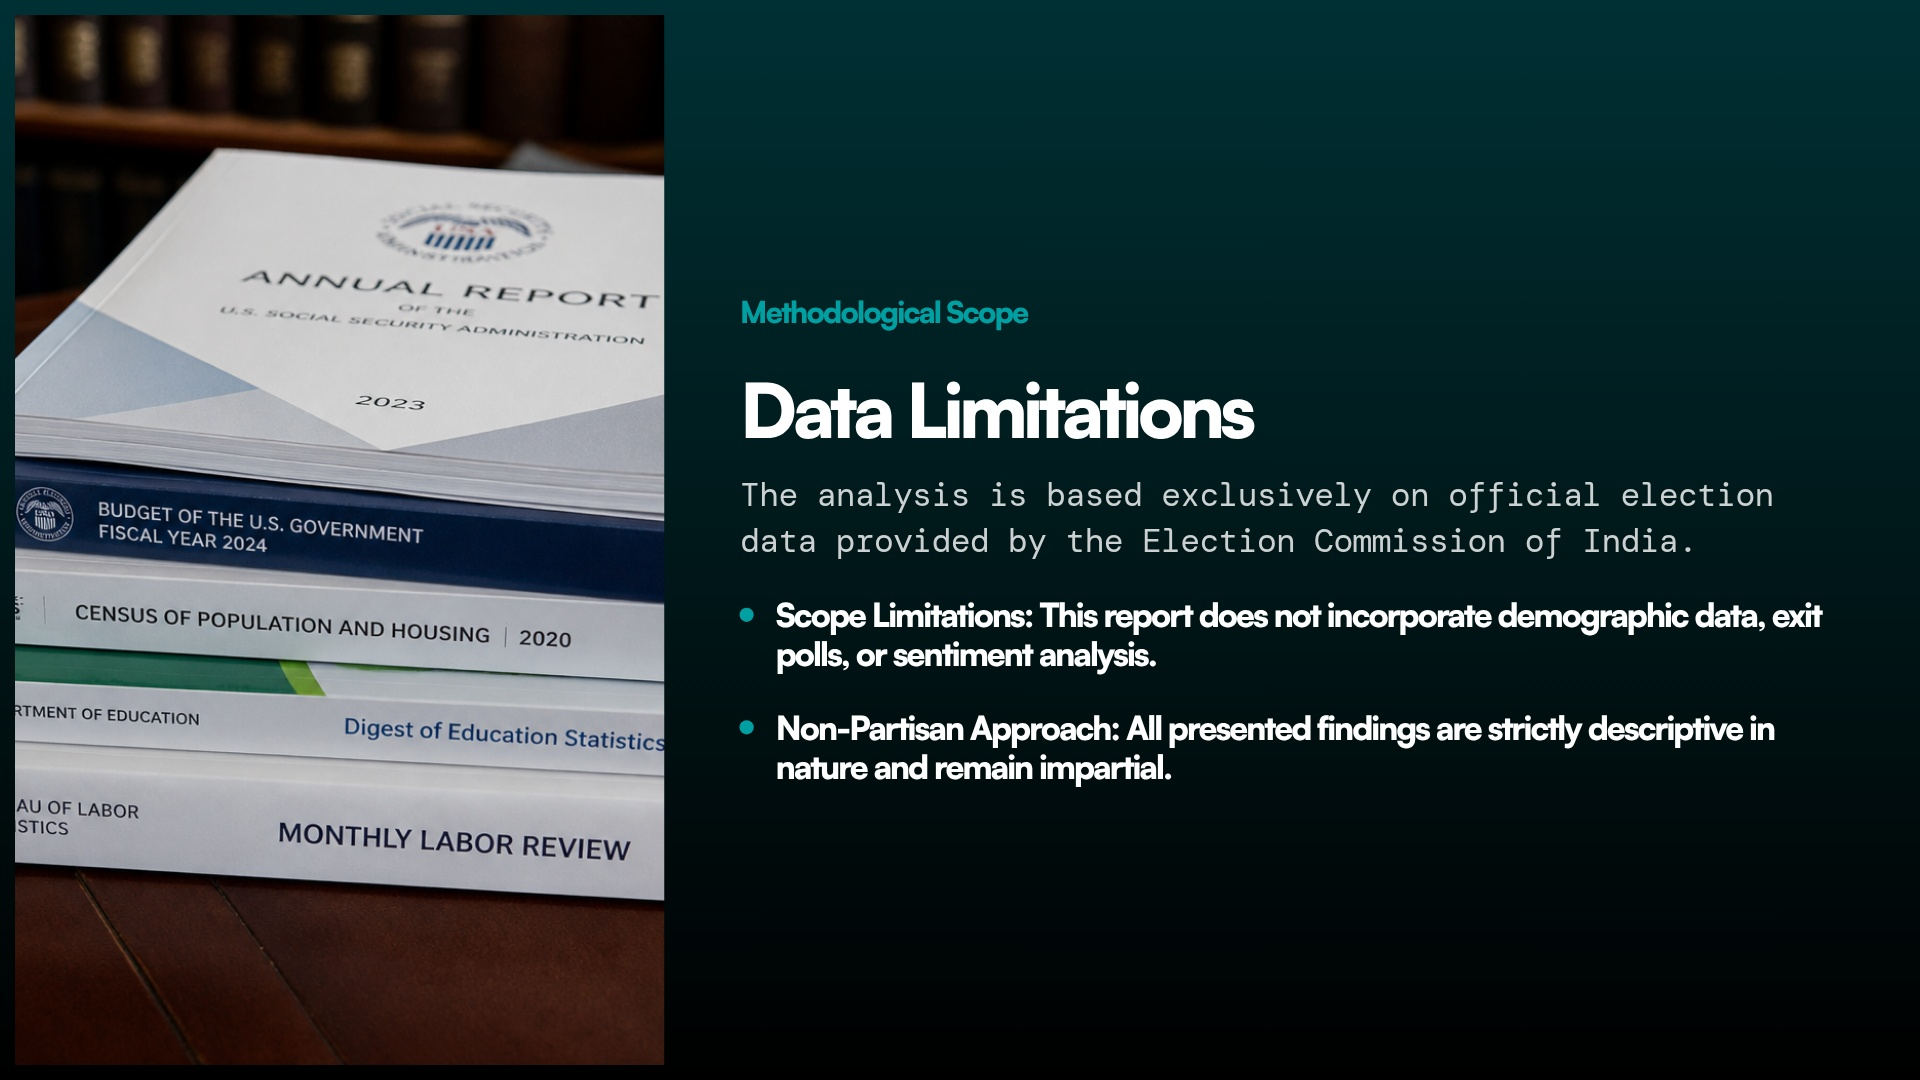 ANNUAL REPORT
OF THE
U.S. SOCIAL SECURITY ADMINISTRATION
2023
BUDGET OF THE U.S. GOVERNMENT
FISCAL YEAR 2024
CENSUS OF POPULATION AND HOUSING | 2020
RTMENT OF EDUCATION
Digest of Education Statistics
AU OF LABOR
ISTICS
MONTHLY LABOR REVIEW
Methodological Scope
Data Limitations
The analysis is based exclusively on official election
data provided by the Election Commission of India.
• Scope Limitations: This report does not incorporate demographic data, exit
polls, or sentiment analysis.
• Non-Partisan Approach: All presented findings are strictly descriptive in
nature and remain impartial.